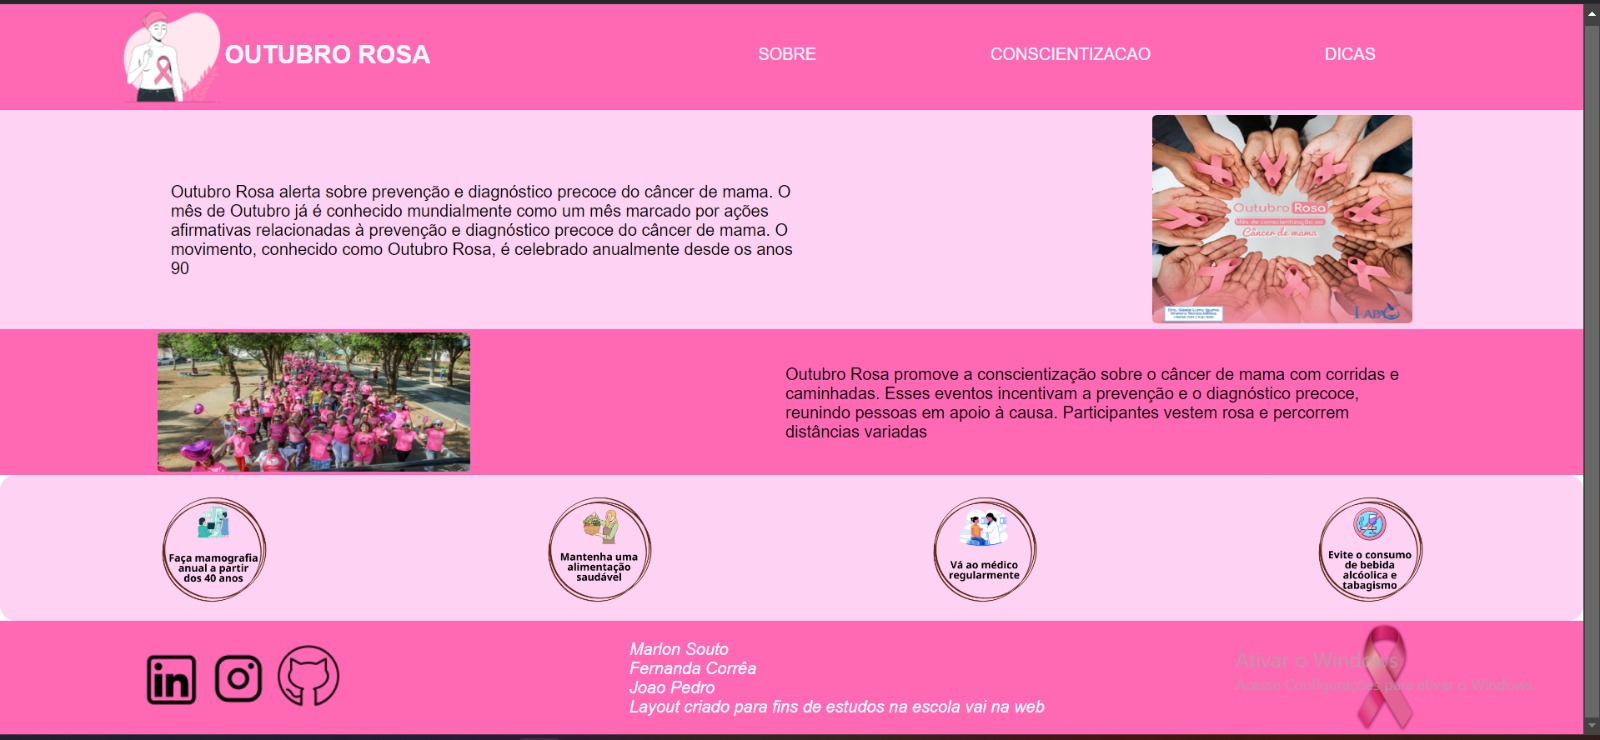 OUTUBRO ROSA
SOBRE
CONSCIENTIZACAO
DICAS
Outubro Rosa alerta sobre prevenção e diagnóstico precoce do câncer de mama. O
mês de Outubro já é conhecido mundialmente como um mês marcado por ações
afirmativas relacionadas à prevenção e diagnóstico precoce do câncer de mama. O
movimento, conhecido como Outubro Rosa, é celebrado anualmente desde os anos
90
Outubro Rosa
Mês de conscientização ao
Câncer de mama
Outubro Rosa promove a conscientização sobre o câncer de mama com corridas e
caminhadas. Esses eventos incentivam a prevenção e o diagnóstico precoce,
reunindo pessoas em apoio à causa. Participantes vestem rosa e percorrem
distâncias variadas
Faça mamografia
anual a partir
dos 40 anos
Mantenha uma
alimentação
saudável
Vá ao médico
regularmente
Evite o consumo
de bebida
alcóolica e
tabagismo
in
Marlon Souto
Fernanda Corrêa
Joao Pedro
Layout criado para fins de estudos na escola vai na web
Ativar o Windows
Acesse Configurações para ativar o Windows.